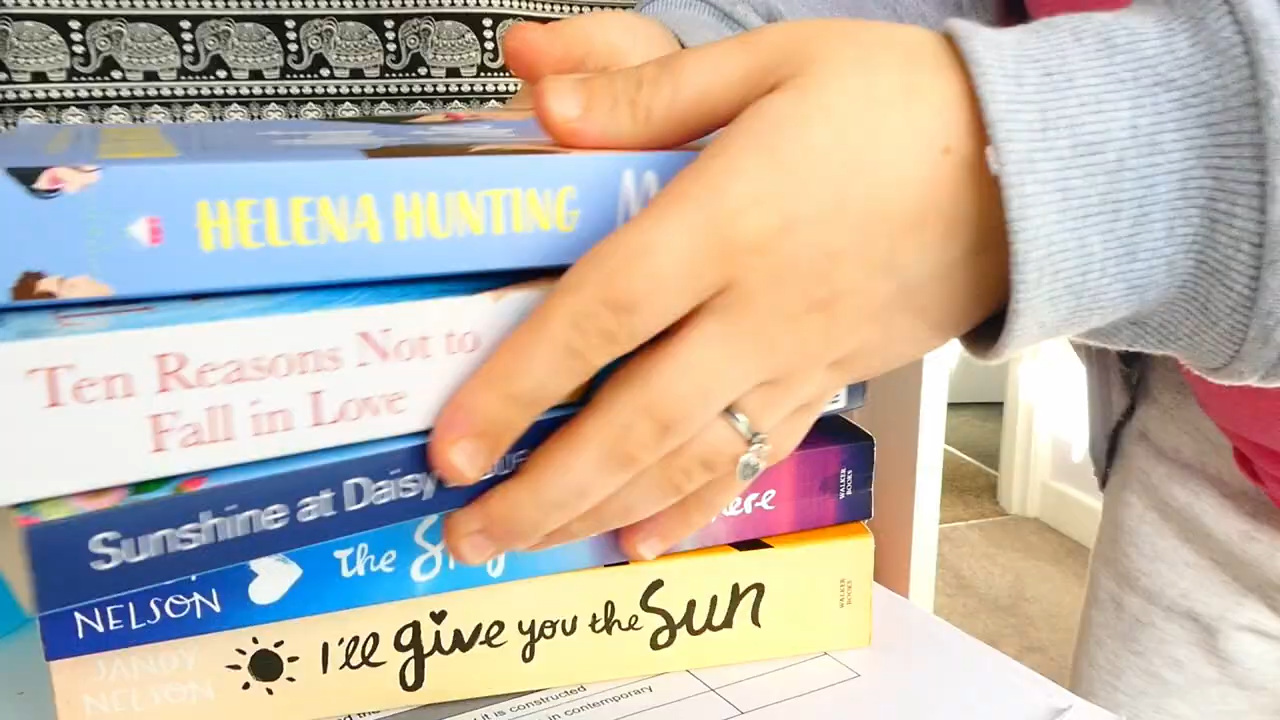 HELENA HUNTING
Ten Reasons Not to
Fall in Love
Sunshine at Daisy
NELSON
The
WALKER
BOOKS
JANDY
NELSON
I'll give you the Sun
WALKER
BOOKS
it is constructed
in contemporary